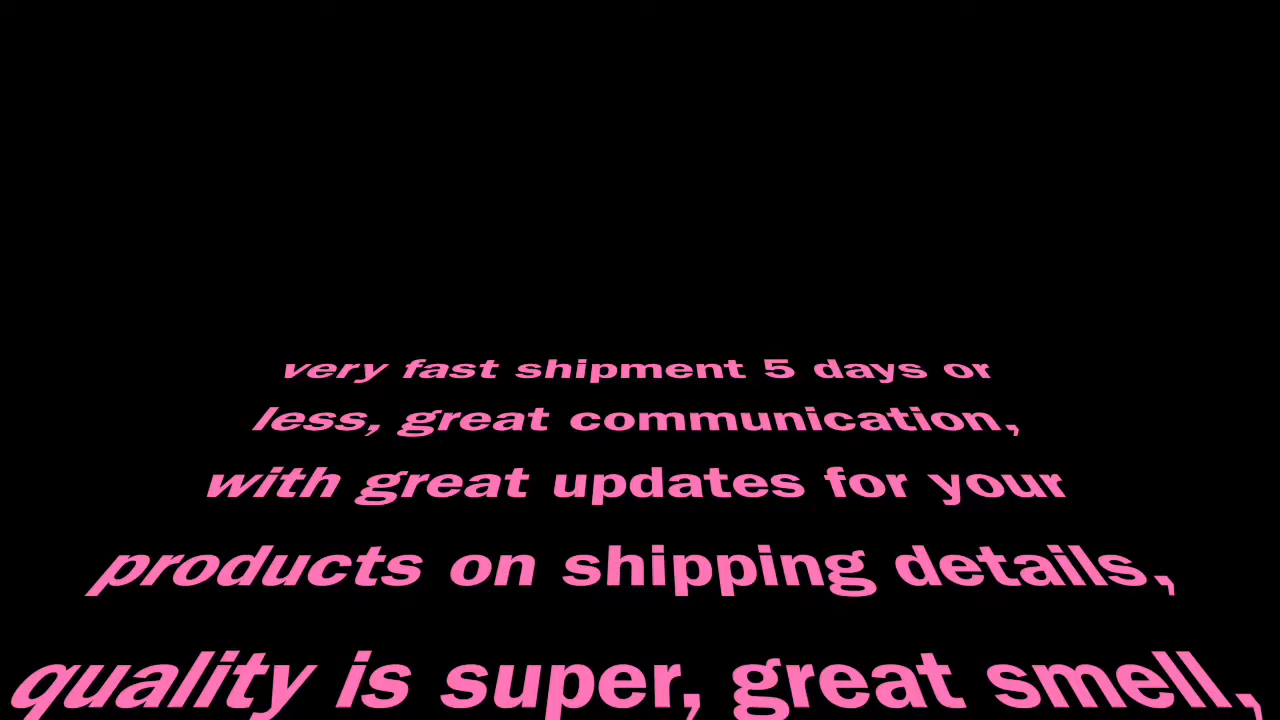 very fast shipment 5 days or
less, great communication,
with great updates for your
products on shipping details,
quality is super, great smell,